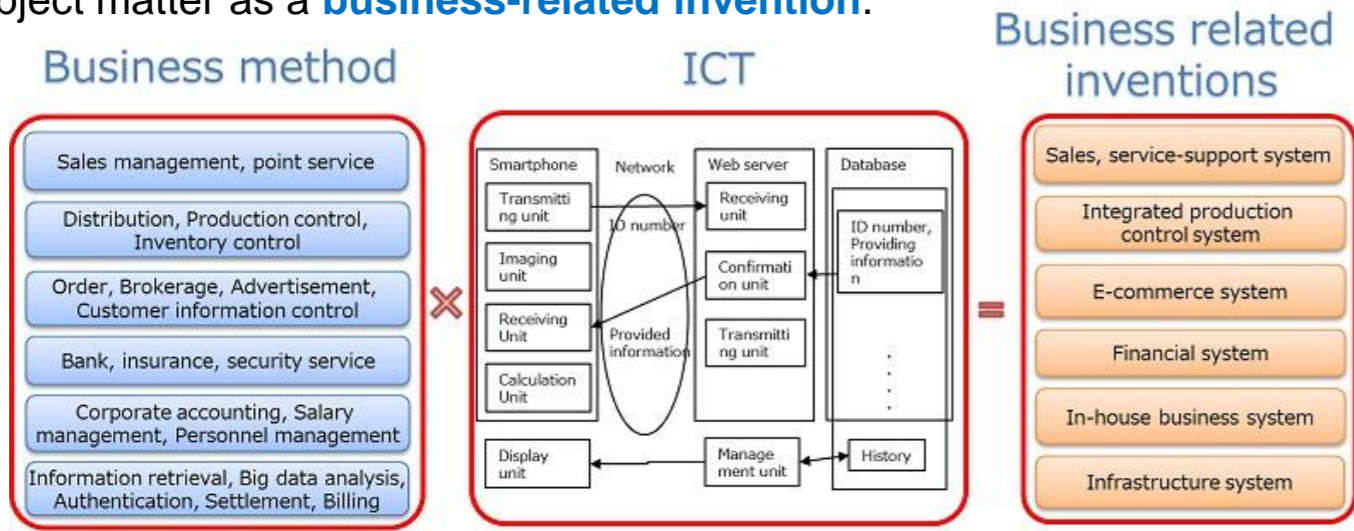 bject matter as a business-related invention.
Business method
ICT
Business related
inventions
Sales management, point service
Distribution, Production control,
Inventory control
Order, Brokerage, Advertisement,
Customer information control
Bank, insurance, security service
Corporate accounting, Salary
management, Personnel management
Information retrieval, Big data analysis,
Authentication, Settlement, Billing
×
Smartphone
Transmitti
ng unit
Imaging
unit
Receiving
Unit
Calculation
Unit
Display
unit
Network
ID number
Provided
information
Web server
Receiving
unit
Confirmati
on unit
Transmitti
ng unit
Manage
ment unit
Database
ID number,
Providing
informatio
n
History
=
Sales, service-support system
Integrated production
control system
E-commerce system
Financial system
In-house business system
Infrastructure system